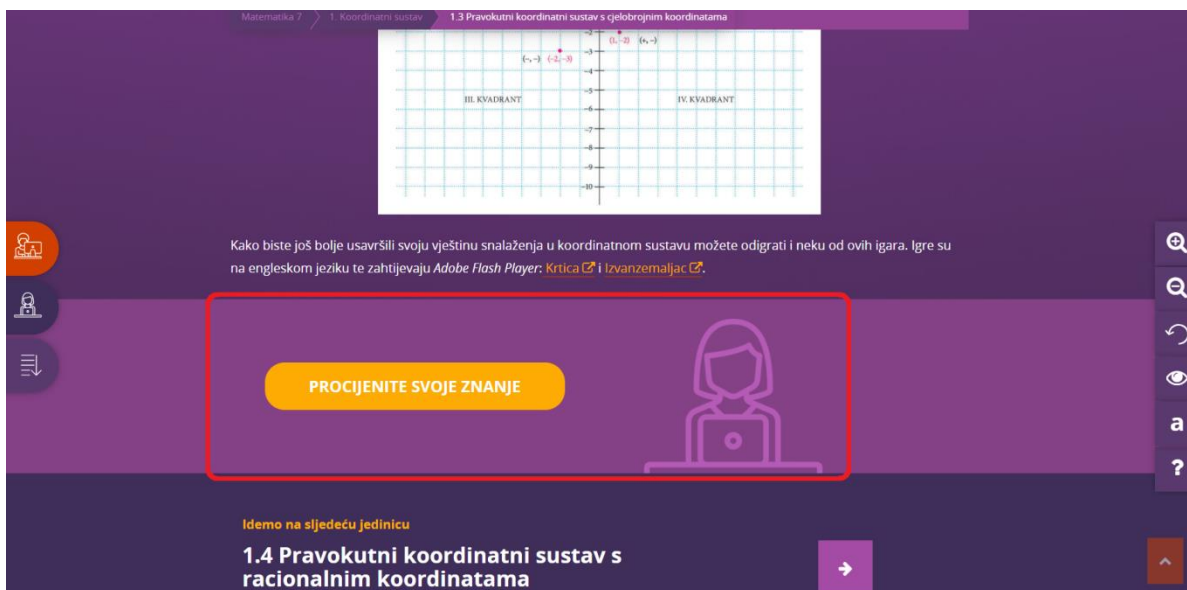 Matematika 7 1. Koordinatni sustav 1.3 Pravokutni koordinatni sustav s cjelobrojnim koordinatama
-2
(1, -2) (+, -)
-3
(-, -) (-2, -3)
-4
-5
III. KVADRANT IV. KVADRANT
-6
-7
-8
-9
-10
Kako biste još bolje usavršili svoju vještinu snalaženja u koordinatnom sustavu možete odigrati i neku od ovih igara. Igre su
na engleskom jeziku te zahtijevaju Adobe Flash Player: Krtica i Izvanzemaljac.
PROCIJENITE SVOJE ZNANJE
a
?
Idemo na sljedeću jedinicu
1.4 Pravokutni koordinatni sustav s
racionalnim koordinatama